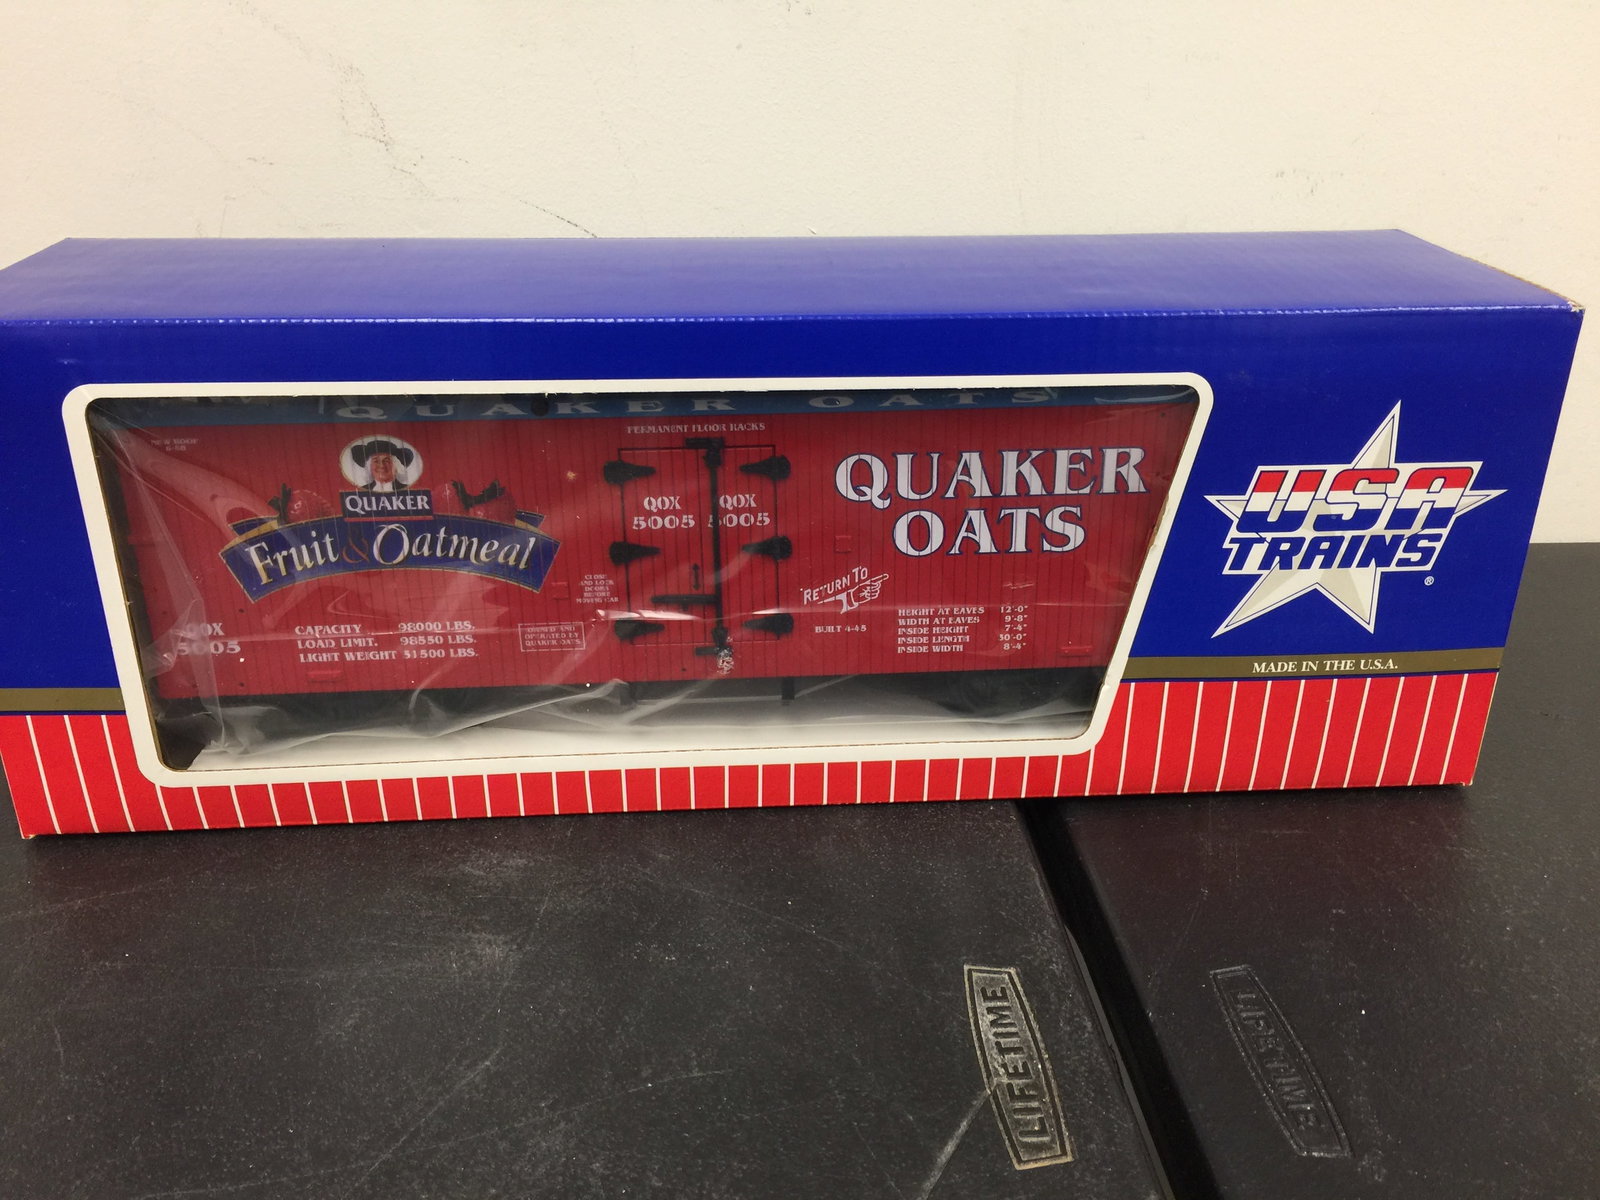 QUAKER OATS
NEW ROOF
PERMANENT FLOOR RACKS
QUAKER
Fruit & Oatmeal
QOX QOX
5005 5005
QUAKER
OATS
CLOSE
AND LOCK
DOORS
BEFORE
MOVING CAR
RETURN TO
BUILT 4-45
QOX
5005
CAPACITY 98000 LBS.
LOAD LIMIT. 98550 LBS.
LIGHT WEIGHT 51500 LBS.
OWNED AND
OPERATED BY
QUAKER OATS
HEIGHT AT EAVES 12'-0"
WIDTH AT EAVES 9'-8"
INSIDE HEIGHT 7'-4"
INSIDE LENGTH 30'-0"
INSIDE WIDTH 8'-4"
USA
TRAINS
®
MADE IN THE U.S.A.
LIFETIME
LIFETIME